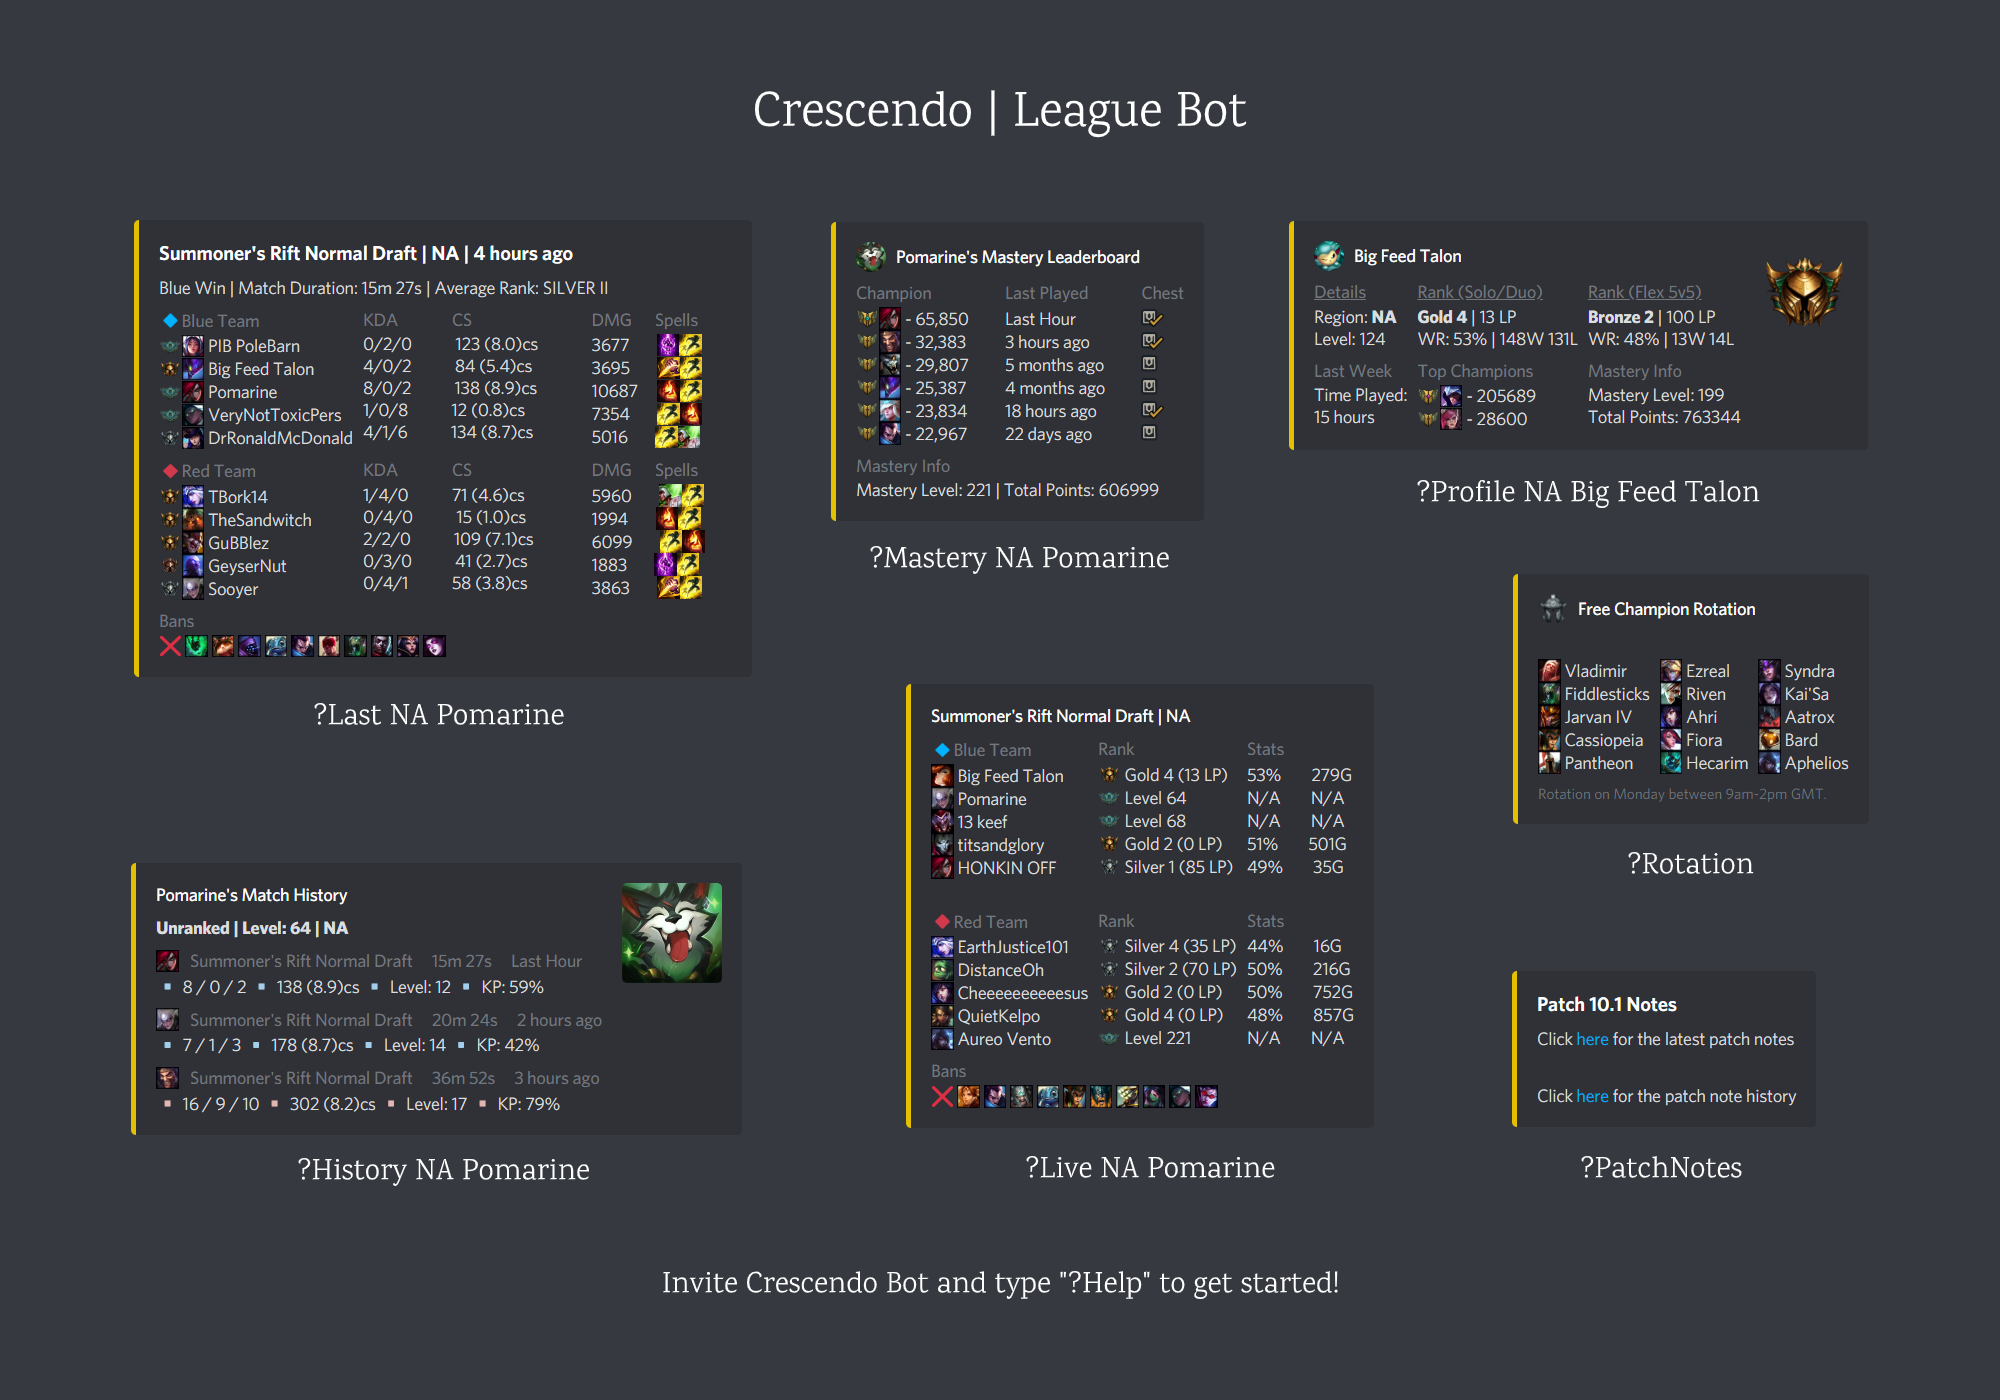 Crescendo | League Bot
Summoner's Rift Normal Draft | NA | 4 hours ago
Blue Win | Match Duration: 15m 27s | Average Rank: SILVER II
Blue Team KDA CS DMG Spells
PIB PoleBarn 0/2/0 123 (8.0)cs 3677
Big Feed Talon 4/0/2 84 (5.4)cs 3695
Pomarine 8/0/2 138 (8.9)cs 10687
VeryNotToxicPers 1/0/8 12 (0.8)cs 7354
DrRonaldMcDonald 4/1/6 134 (8.7)cs 5016
Red Team KDA CS DMG Spells
TBork14 1/4/0 71 (4.6)cs 5960
TheSandwitch 0/4/0 15 (1.0)cs 1994
GuBBlez 2/2/0 109 (7.1)cs 6099
GeyserNut 0/3/0 41 (2.7)cs 1883
Sooyer 0/4/1 58 (3.8)cs 3863
Bans
?Last NA Pomarine
Pomarine's Mastery Leaderboard
Champion Last Played Chest
- 65,850 Last Hour
- 32,383 3 hours ago
- 29,807 5 months ago
- 25,387 4 months ago
- 23,834 18 hours ago
- 22,967 22 days ago
Mastery Info
Mastery Level: 221 | Total Points: 606999
?Mastery NA Pomarine
Big Feed Talon
Details Rank (Solo/Duo) Rank (Flex 5v5)
Region: NA Gold 4 | 13 LP Bronze 2 | 100 LP
Level: 124 WR: 53% | 148W 131L WR: 48% | 13W 14L
Last Week Top Champions Mastery Info
Time Played: - 205689 Mastery Level: 199
15 hours - 28600 Total Points: 763344
?Profile NA Big Feed Talon
Free Champion Rotation
Vladimir Ezreal Syndra
Fiddlesticks Riven Kai'Sa
Jarvan IV Ahri Aatrox
Cassiopeia Fiora Bard
Pantheon Hecarim Aphelios
Rotation on Monday between 9am-2pm GMT.
?Rotation
Pomarine's Match History
Unranked | Level: 64 | NA
Summoner's Rift Normal Draft 15m 27s Last Hour
8 / 0 / 2 138 (8.9)cs Level: 12 KP: 59%
Summoner's Rift Normal Draft 20m 24s 2 hours ago
7 / 1 / 3 178 (8.7)cs Level: 14 KP: 42%
Summoner's Rift Normal Draft 36m 52s 3 hours ago
16 / 9 / 10 302 (8.2)cs Level: 17 KP: 79%
?History NA Pomarine
Summoner's Rift Normal Draft | NA
Blue Team Rank Stats
Big Feed Talon Gold 4 (13 LP) 53% 279G
Pomarine Level 64 N/A N/A
13 keef Level 68 N/A N/A
titsandglory Gold 2 (0 LP) 51% 501G
HONKIN OFF Silver 1 (85 LP) 49% 35G
Red Team Rank Stats
EarthJustice101 Silver 4 (35 LP) 44% 16G
DistanceOh Silver 2 (70 LP) 50% 216G
Cheeeeeeeeeesus Gold 2 (0 LP) 50% 752G
QuietKelpo Gold 4 (0 LP) 48% 857G
Aureo Vento Level 221 N/A N/A
Bans
?Live NA Pomarine
Patch 10.1 Notes
Click here for the latest patch notes
Click here for the patch note history
?PatchNotes
Invite Crescendo Bot and type "?Help" to get started!